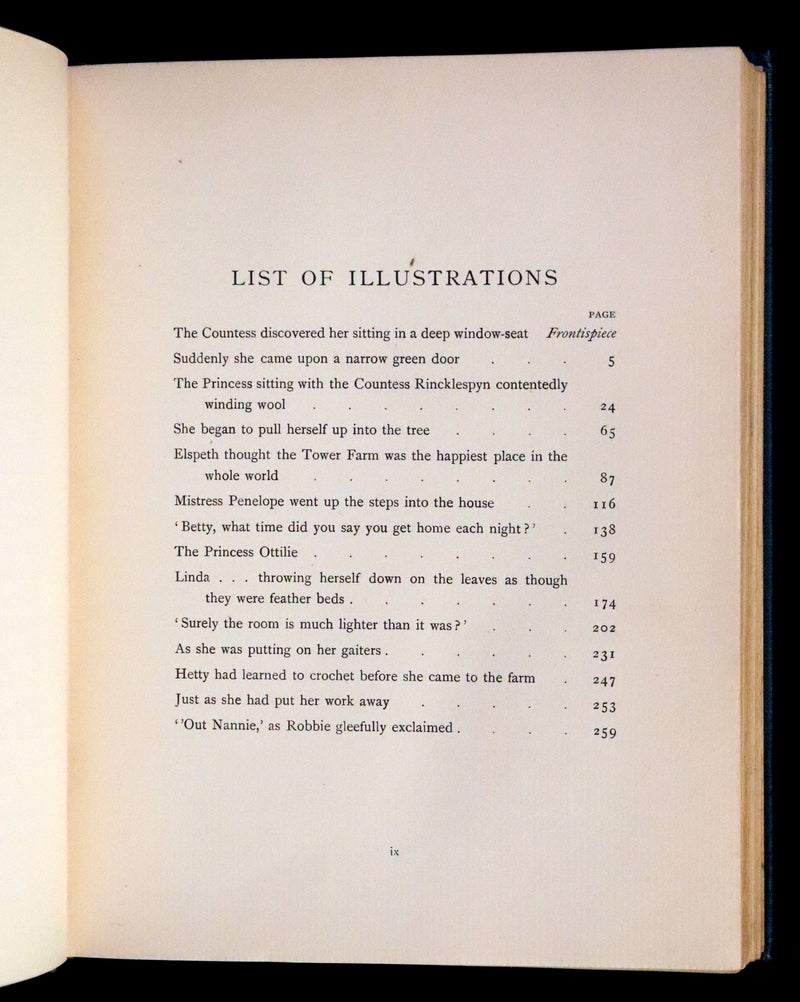 LIST OF ILLUSTRATIONS
PAGE
The Countess discovered her sitting in a deep window-seat Frontispiece
Suddenly she came upon a narrow green door . . . 5
The Princess sitting with the Countess Rincklespyn contentedly
winding wool . . . . . . . . 24
She began to pull herself up into the tree . . . . 65
Elspeth thought the Tower Farm was the happiest place in the
whole world . . . . . . . . 87
Mistress Penelope went up the steps into the house . . 116
‘Betty, what time did you say you get home each night?’ . 138
The Princess Ottilie . . . . . . . . 159
Linda . . . throwing herself down on the leaves as though
they were feather beds . . . . . . . 174
‘Surely the room is much lighter than it was?’ . . . 202
As she was putting on her gaiters . . . . . . 231
Hetty had learned to crochet before she came to the farm . 247
Just as she had put her work away . . . . . 253
‘’Out Nannie,’ as Robbie gleefully exclaimed . . . . 259
ix